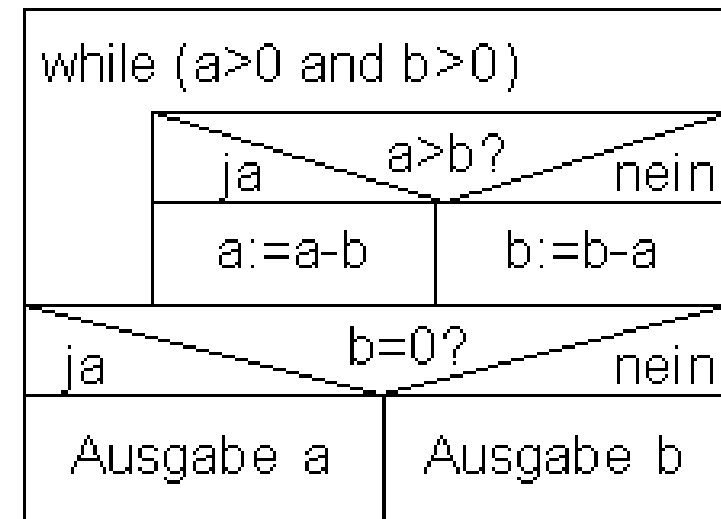 while (a>0 and b>0)
a>b?
ja nein
a:=a-b b:=b-a
b=0?
ja nein
Ausgabe a Ausgabe b